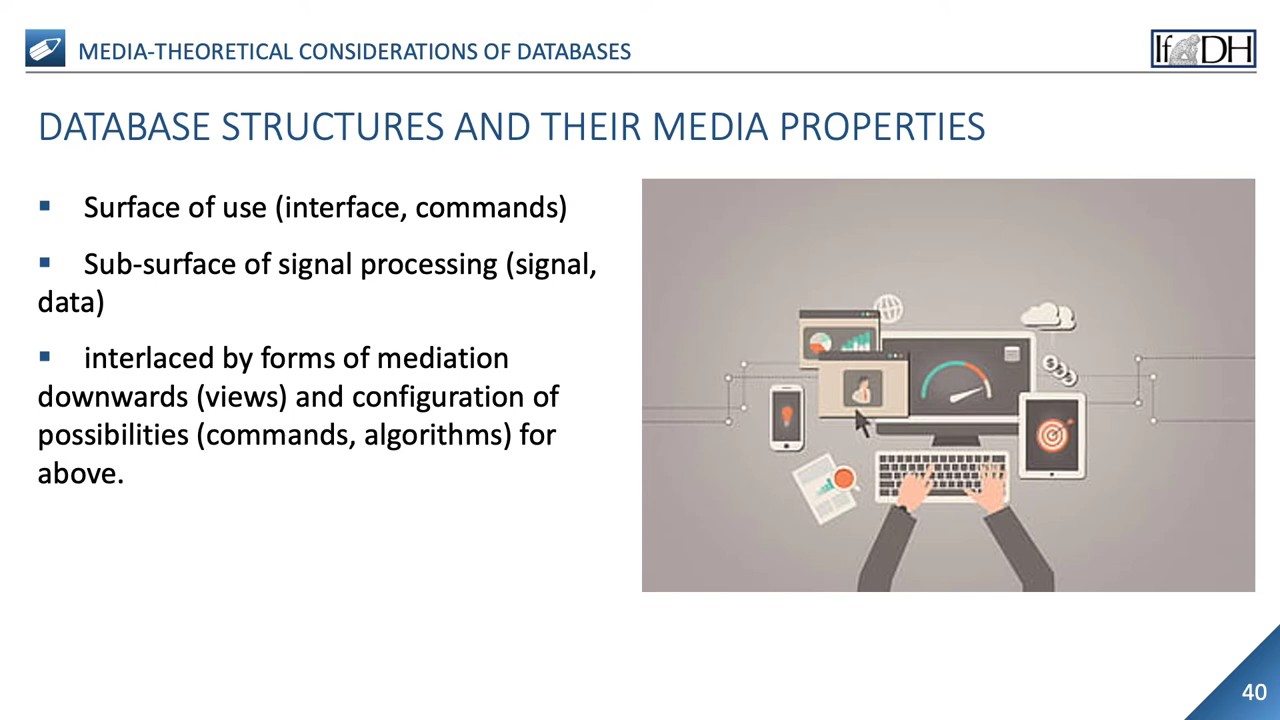 MEDIA-THEORETICAL CONSIDERATIONS OF DATABASES
IfDH
DATABASE STRUCTURES AND THEIR MEDIA PROPERTIES
Surface of use (interface, commands)
Sub-surface of signal processing (signal,
data)
interlaced by forms of mediation
downwards (views) and configuration of
possibilities (commands, algorithms) for
above.
40